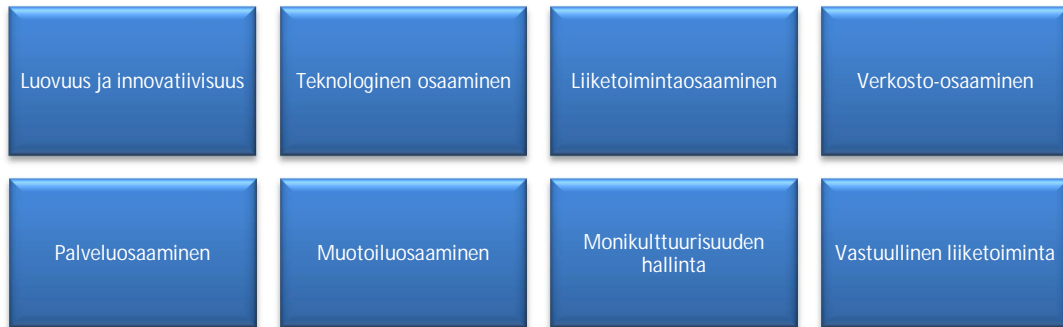 Luovuus ja innovatiivisuus
Teknologinen osaaminen
Liiketoimintaosaaminen
Verkosto-osaaminen
Palveluosaaminen
Muotoiluosaaminen
Monikulttuurisuuden
hallinta
Vastuullinen liiketoiminta